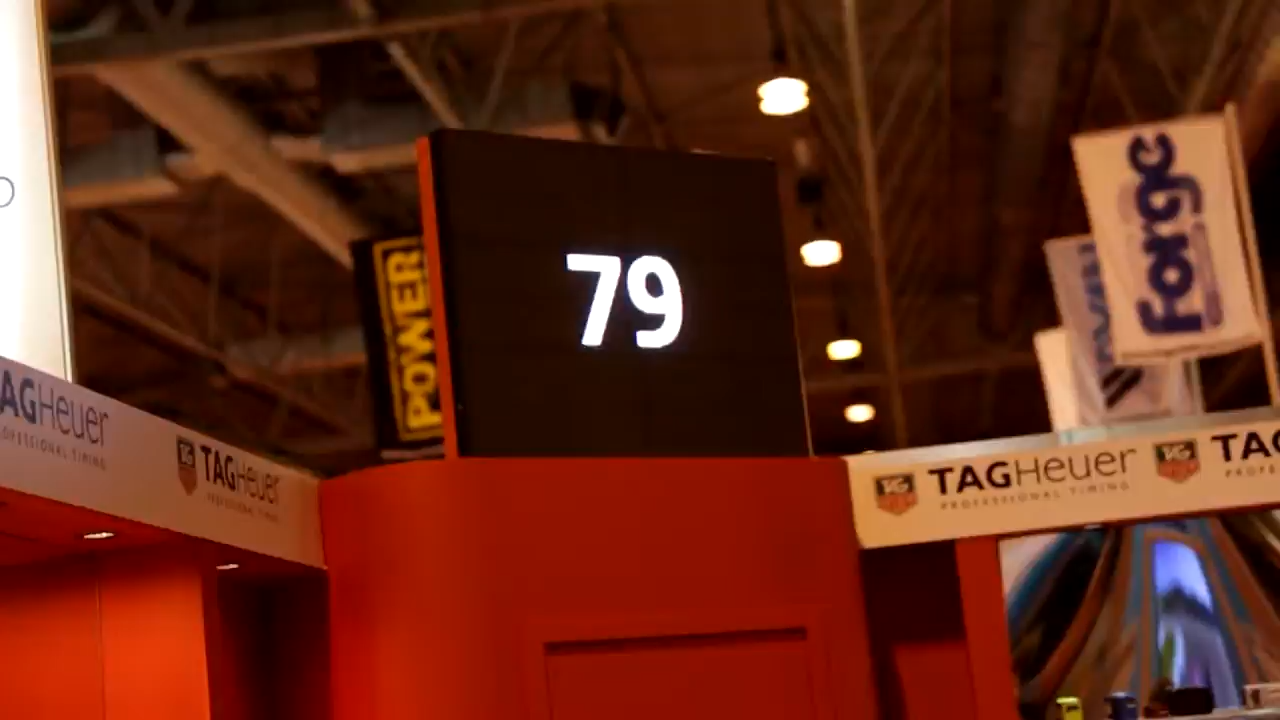 79
POWER
Forge
TAGHeuer
PROFESSIONAL TIMING
TAGHeuer
PROFESSIONAL TIMING
TAGHeuer
PROFESSIONAL TIMING
TAG